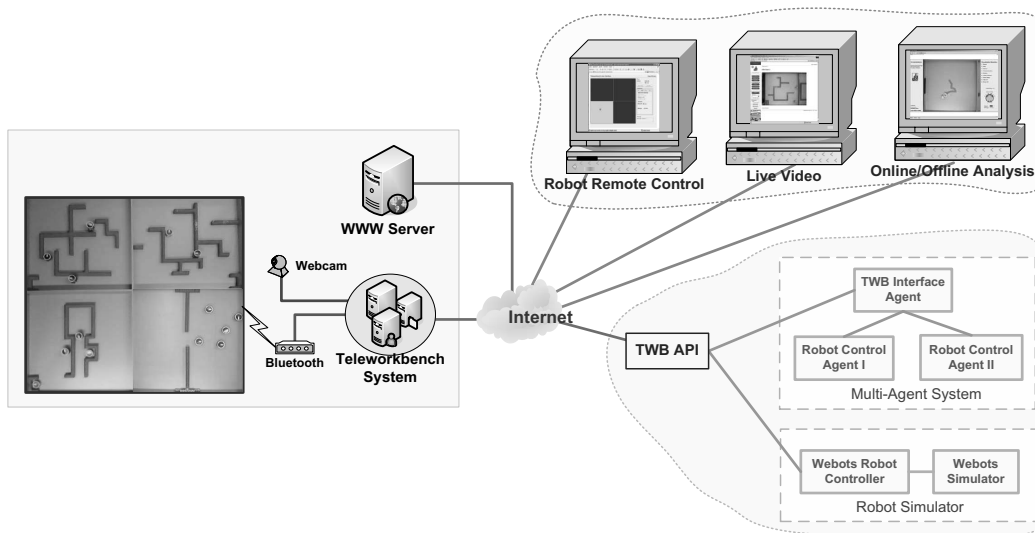 Robot Remote Control
Live Video
Online/Offline Analysis
WWW Server
Webcam
Bluetooth
Teleworkbench
System
Internet
TWB API
TWB Interface
Agent
Robot Control
Agent I
Robot Control
Agent II
Multi-Agent System
Webots Robot
Controller
Webots
Simulator
Robot Simulator